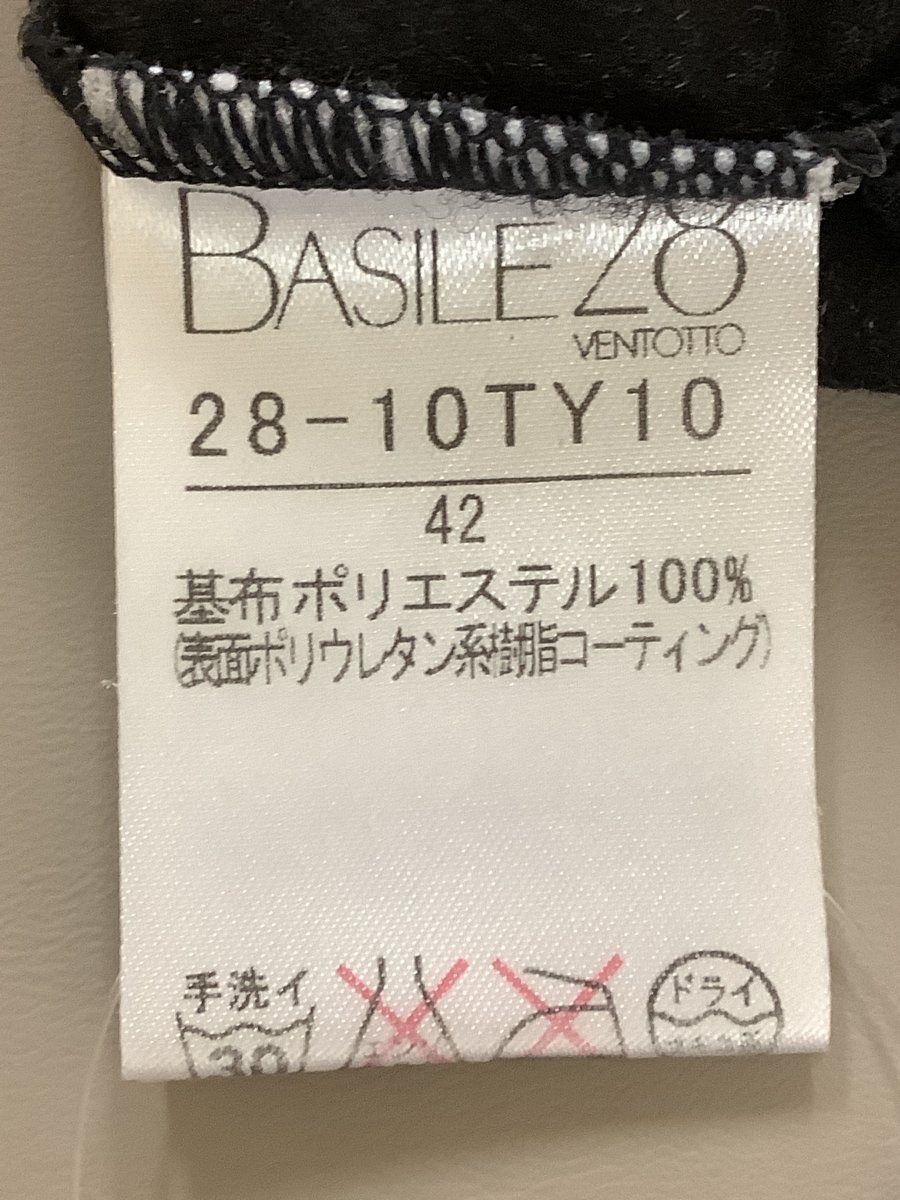 BASILE 28
VENTOTTO
28-10TY10
42
基布ポリエステル100%
(表面ポリウレタン系樹脂コーティング)
手洗イ
30
ドライ